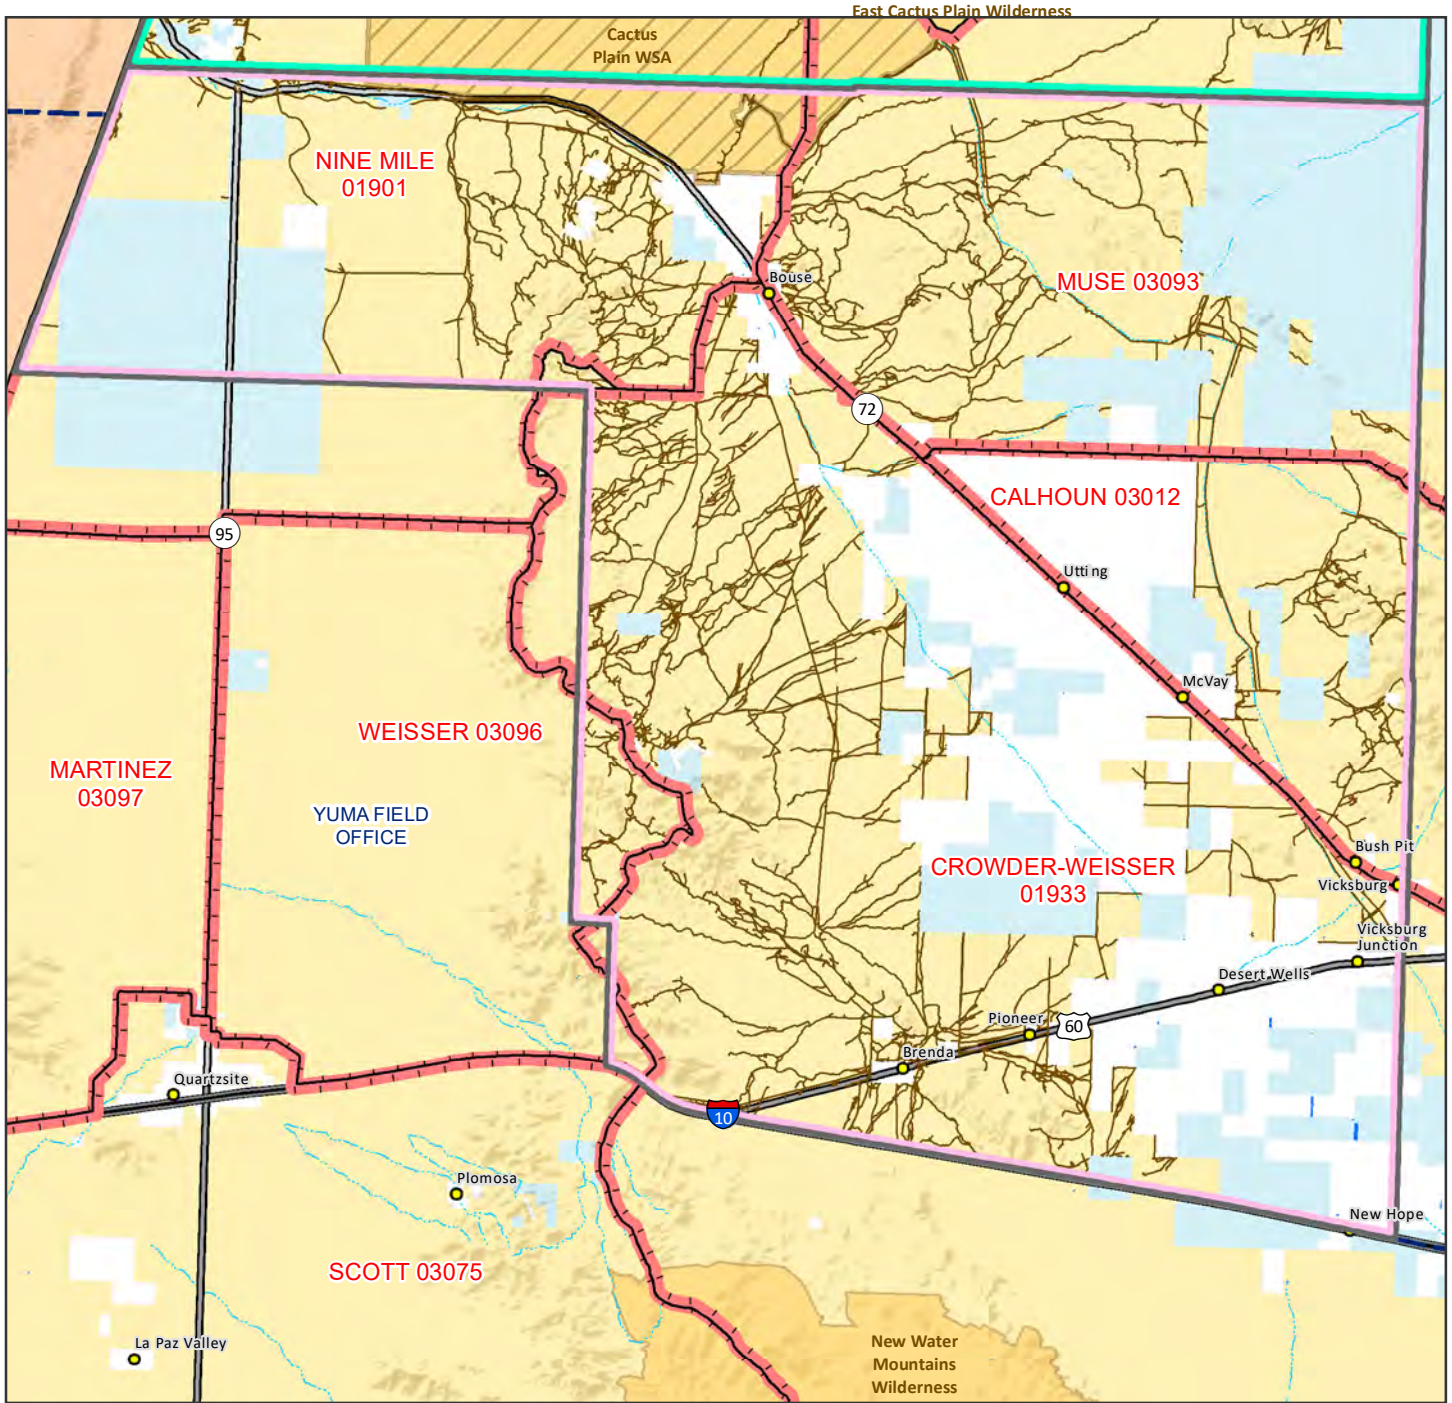 East Cactus Plain Wilderness
Cactus
Plain WSA
NINE MILE
01901
Bouse
MUSE 03093
72
CALHOUN 03012
95
Utting
McVay
WEISSER 03096
MARTINEZ
03097
YUMA FIELD
OFFICE
Bush Pit
CROWDER-WEISSER
01933
Vicksburg
Vicksburg
Junction
Desert Wells
Pioneer
60
Brenda
Quartzsite
10
Plomosa
New Hope
SCOTT 03075
La Paz Valley
New Water
Mountains
Wilderness